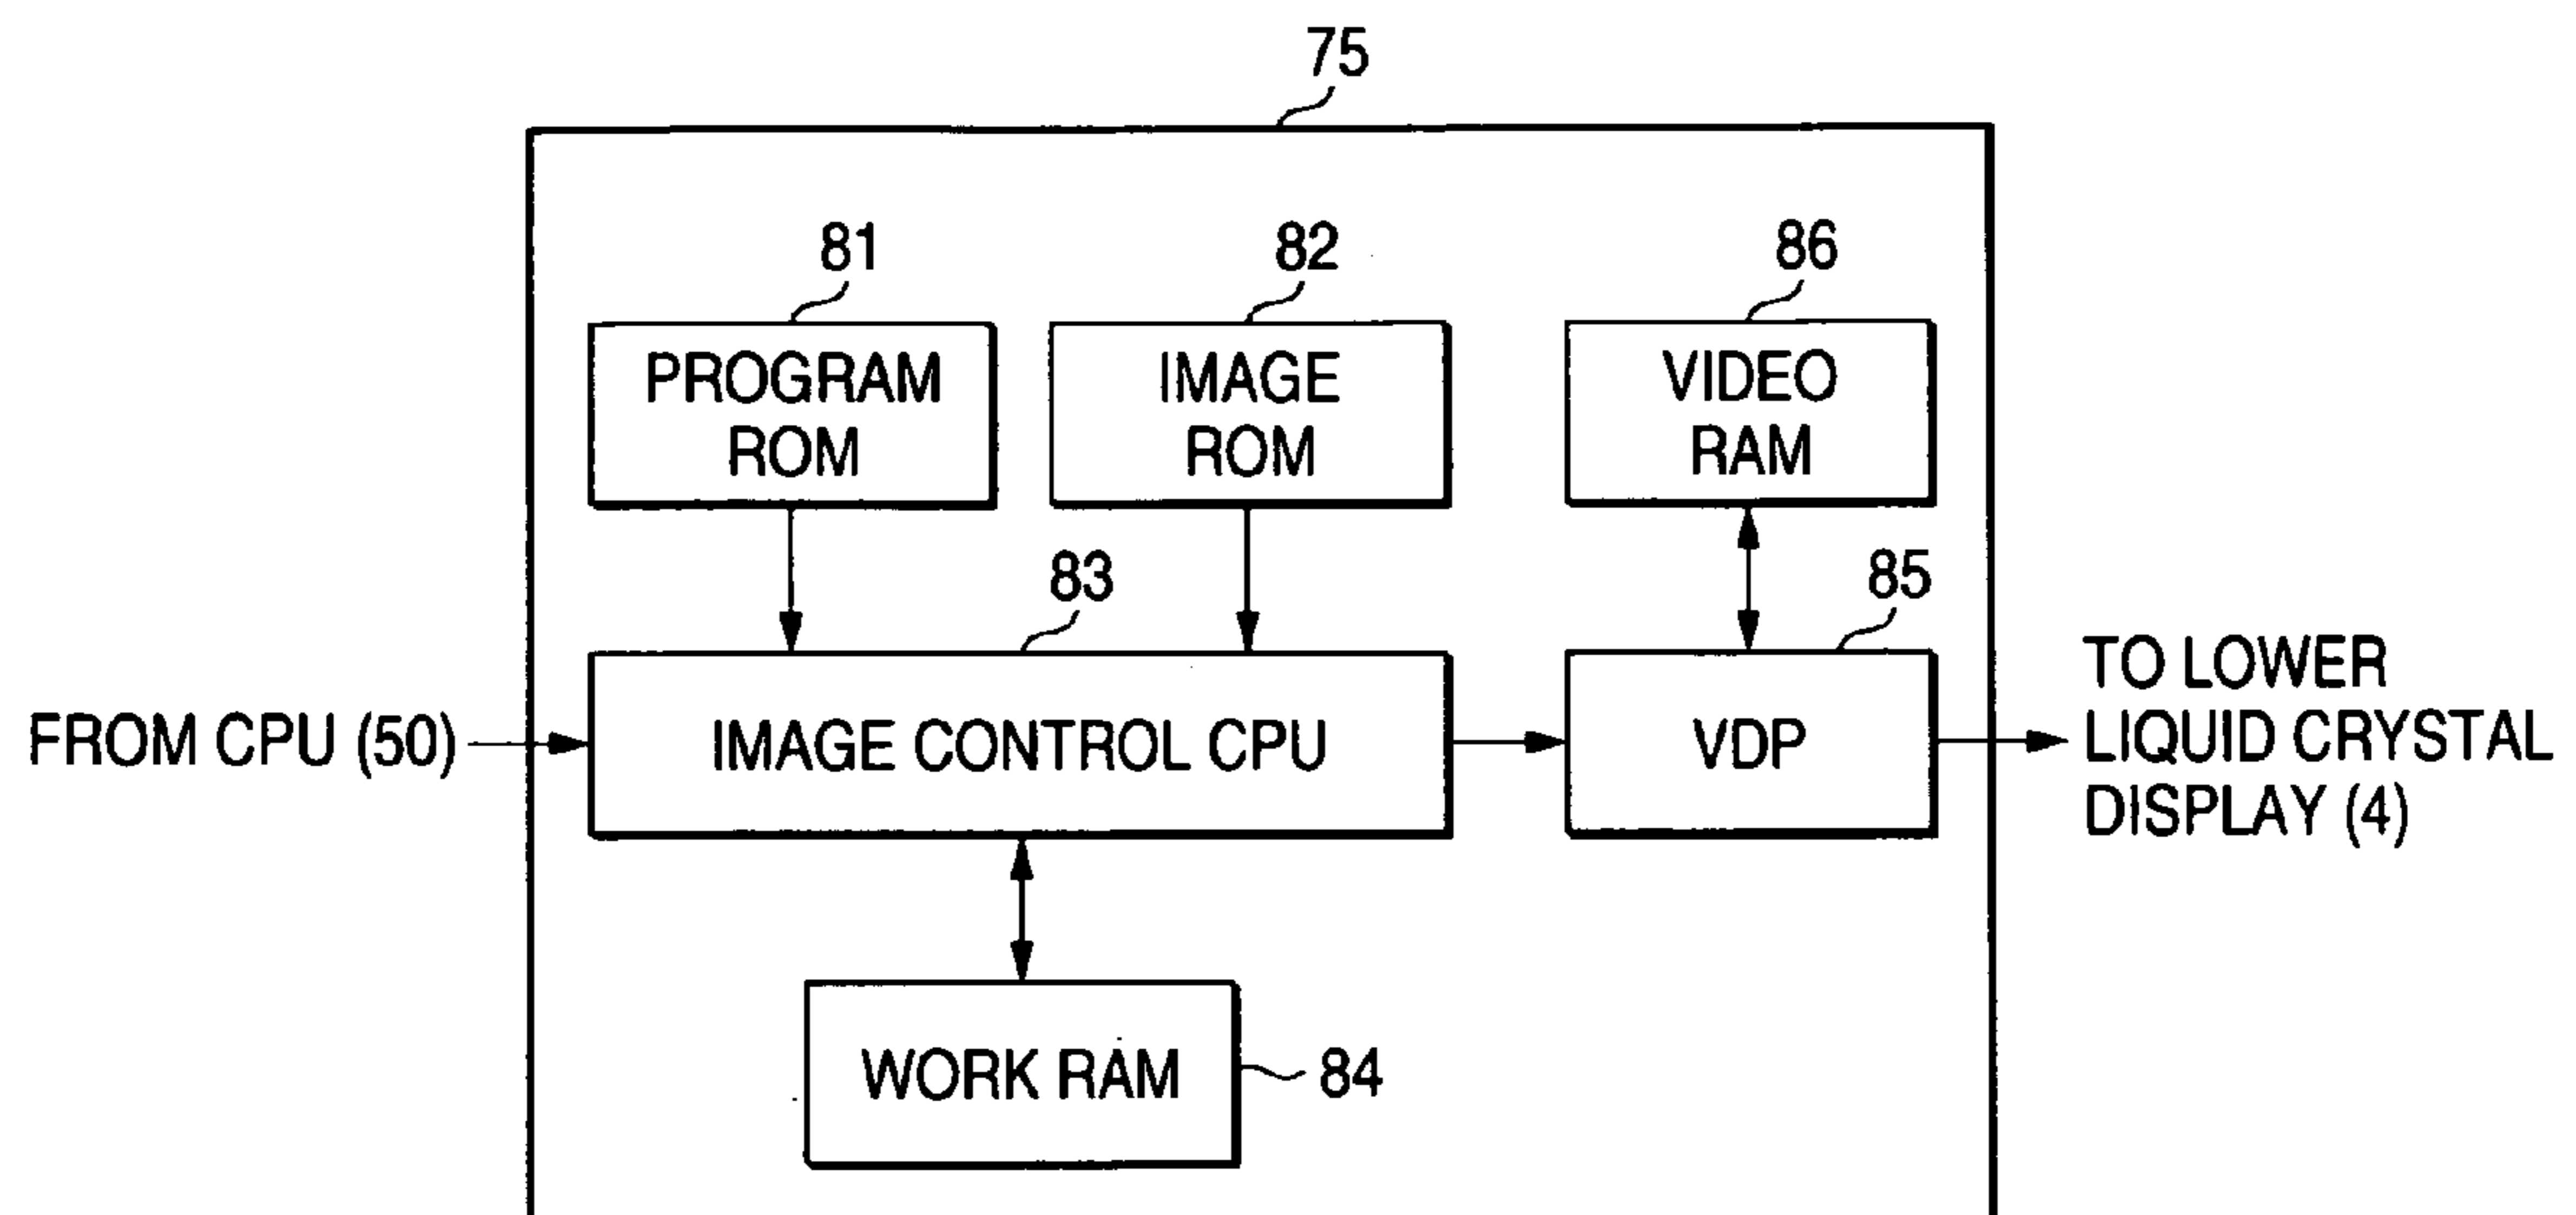 75
81
82
86
PROGRAM
ROM
IMAGE
ROM
VIDEO
RAM
83
85
FROM CPU (50)
IMAGE CONTROL CPU
VDP
TO LOWER
LIQUID CRYSTAL
DISPLAY (4)
WORK RAM
84